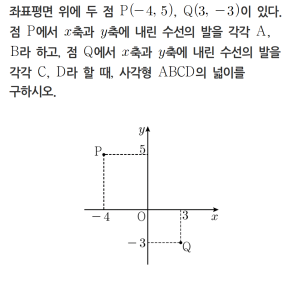 좌표평면 위에 두 점 P(−4, 5), Q(3, −3)이 있다.
점 P에서 x축과 y축에 내린 수선의 발을 각각 A,
B라 하고, 점 Q에서 x축과 y축에 내린 수선의 발을
각각 C, D라 할 때, 사각형 ABCD의 넓이를
구하시오.
y
P
5
−4
O
3
x
−3
Q